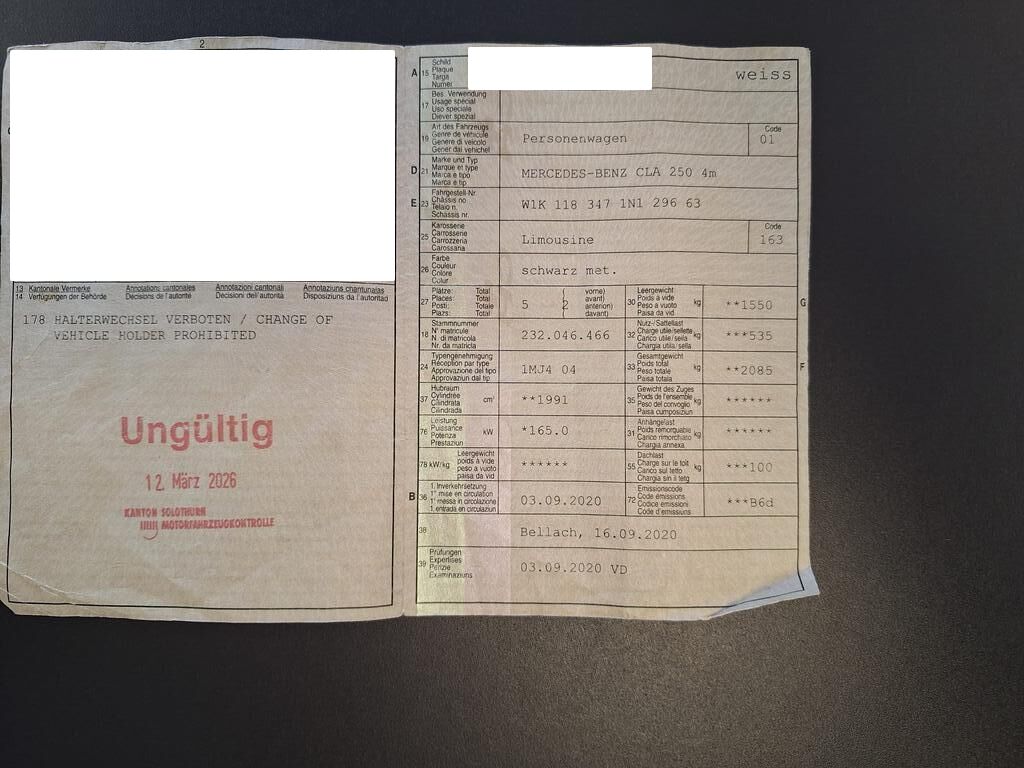 2
13 Kantonale Vermerke Annotations cantonales Annotazioni cantonali Annotaziuns chantunalas
14 Verfügungen der Behörde Décisions de l'autorité Decisioni dell'autorità Disposiziuns da l'autoritad
178 HALTERWECHSEL VERBOTEN / CHANGE OF
VEHICLE HOLDER PROHIBITED
Ungültig
12. März 2026
KANTON SOLOTHURN
MOTORFAHRZEUGKONTROLLE
A 15 Schild
Plaque
Targa
Numer
weiss
17 Bes. Verwendung
Usage spécial
Uso speciale
Diever spezial
19 Art des Fahrzeugs
Genre de véhicule
Genere di veicolo
Gener dal vehichel
Personenwagen
Code
01
D 21 Marke und Typ
Marque et type
Marca e tipo
Marca e tip
MERCEDES-BENZ CLA 250 4m
E 23 Fahrgestell-Nr.
Châssis no
Telaio n.
Schassis nr.
W1K 118 347 1N1 296 63
25 Karosserie
Carrosserie
Carrozzeria
Carossaria
Limousine
Code
163
26 Farbe
Couleur
Colore
Colur
schwarz met.
27 Plätze: Total
Places: Total
Posti: Totale
Plazs: Total
5 2
vorne)
avant)
anteriori)
davant)
30 Leergewicht
Poids à vide
Peso a vuoto
Paisa da vid
kg
**1550
G
18 Stammnummer
N° matricule
N. di matricola
Nr. da matricla
232.046.466
32 Nutz-/Sattellast
Charge utile/sellette
Carico utile/sella
Chargia utila/sella
kg
***535
24 Typengenehmigung
Réception par type
Approvazione del tipo
Approvaziun dal tip
1MJ4 04
33 Gesamtgewicht
Poids total
Peso totale
Paisa totala
kg
**2085
F
37 Hubraum
Cylindrée
Cilindrata
Cilindrada
cm³
**1991
35 Gewicht des Zuges
Poids de l'ensemble
Peso del convoglio
Paisa cumposiziun
kg
******
76 Leistung
Puissance
Potenza
Prestaziun
kW
*165.0
31 Anhängelast
Poids remorquable
Carico rimorchiato
Chargia annexa
kg
******
78 kW/kg
Leergewicht
poids à vide
peso a vuoto
paisa da vid
******
55 Dachlast
Charge sur le toit
Carico sul tetto
Chargia sin il tetg
kg
***100
B 36 1. Inverkehrsetzung
1re mise en circulation
1a messa in circolazione
1. entrada en circulaziun
03.09.2020
72 Emissionscode
Code émissions
Codice emissioni
Code d'emissiuns
***B6d
38
Bellach, 16.09.2020
39 Prüfungen
Expertises
Perizie
Examinaziuns
03.09.2020 VD